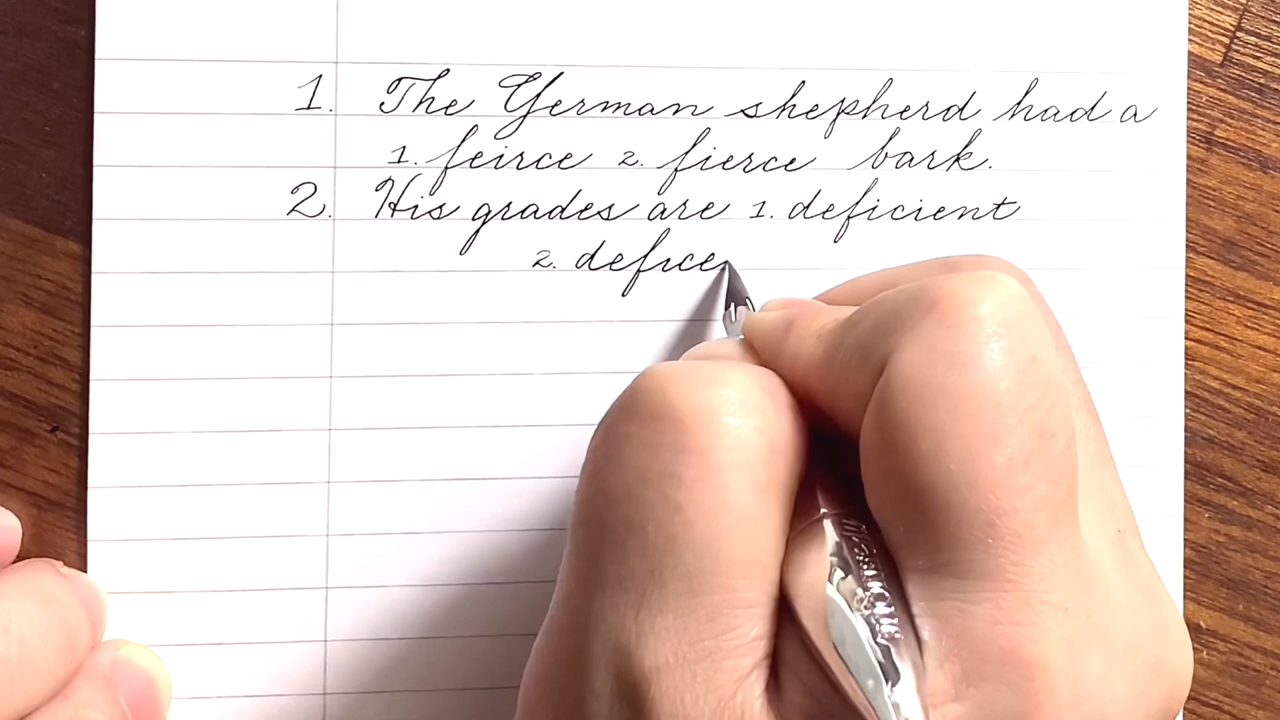 1. The German shepherd had a
1. feirce 2. fierce bark.
2. His grades are 1. deficient
2. defice